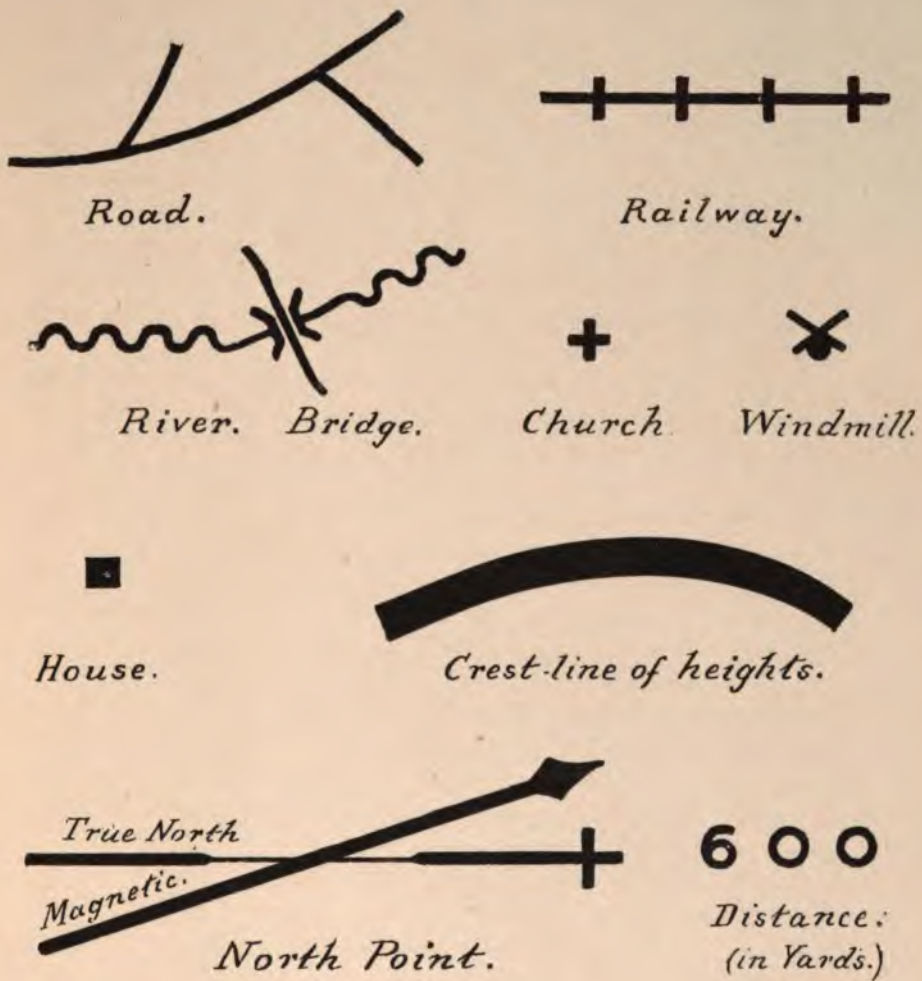 Road.
Railway.
River. Bridge.
Church
Windmill.
House.
Crest-line of heights.
True North
Magnetic.
North Point.
600
Distance:
(in Yards.)